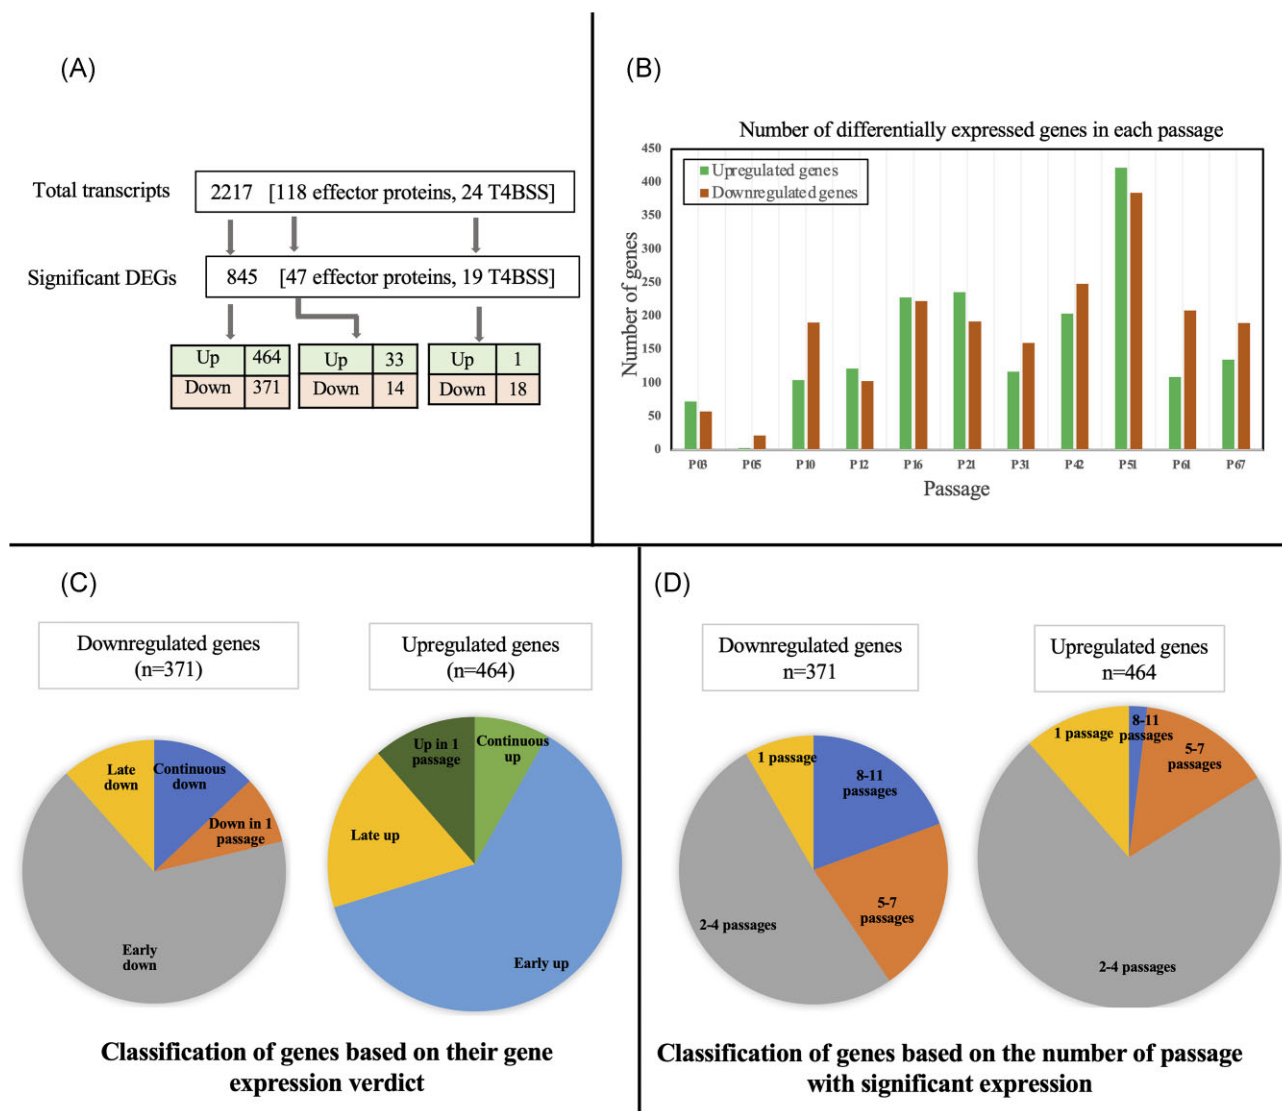 (A)
Total transcripts
2217 [118 effector proteins, 24 T4BSS]
Significant DEGs
845 [47 effector proteins, 19 T4BSS]
Up 464
Down 371
Up 33
Down 14
Up 1
Down 18
(B)
Number of differentially expressed genes in each passage
Upregulated genes
Downregulated genes
Number of genes
450
400
350
300
250
200
150
100
50
0
P03 P05 P10 P12 P16 P21 P31 P42 P51 P61 P67
Passage
(C)
Downregulated genes
(n=371)
Upregulated genes
(n=464)
Late
down
Continuous
down
Down in 1
passage
Early
down
Up in 1
passage
Continuous
up
Late up
Early up
Classification of genes based on their gene
expression verdict
(D)
Downregulated genes
n=371
Upregulated genes
n=464
1 passage
8-11
passages
5-7
passages
2-4 passages
1 passage
8-11
passages
5-7
passages
2-4 passages
Classification of genes based on the number of passage
with significant expression